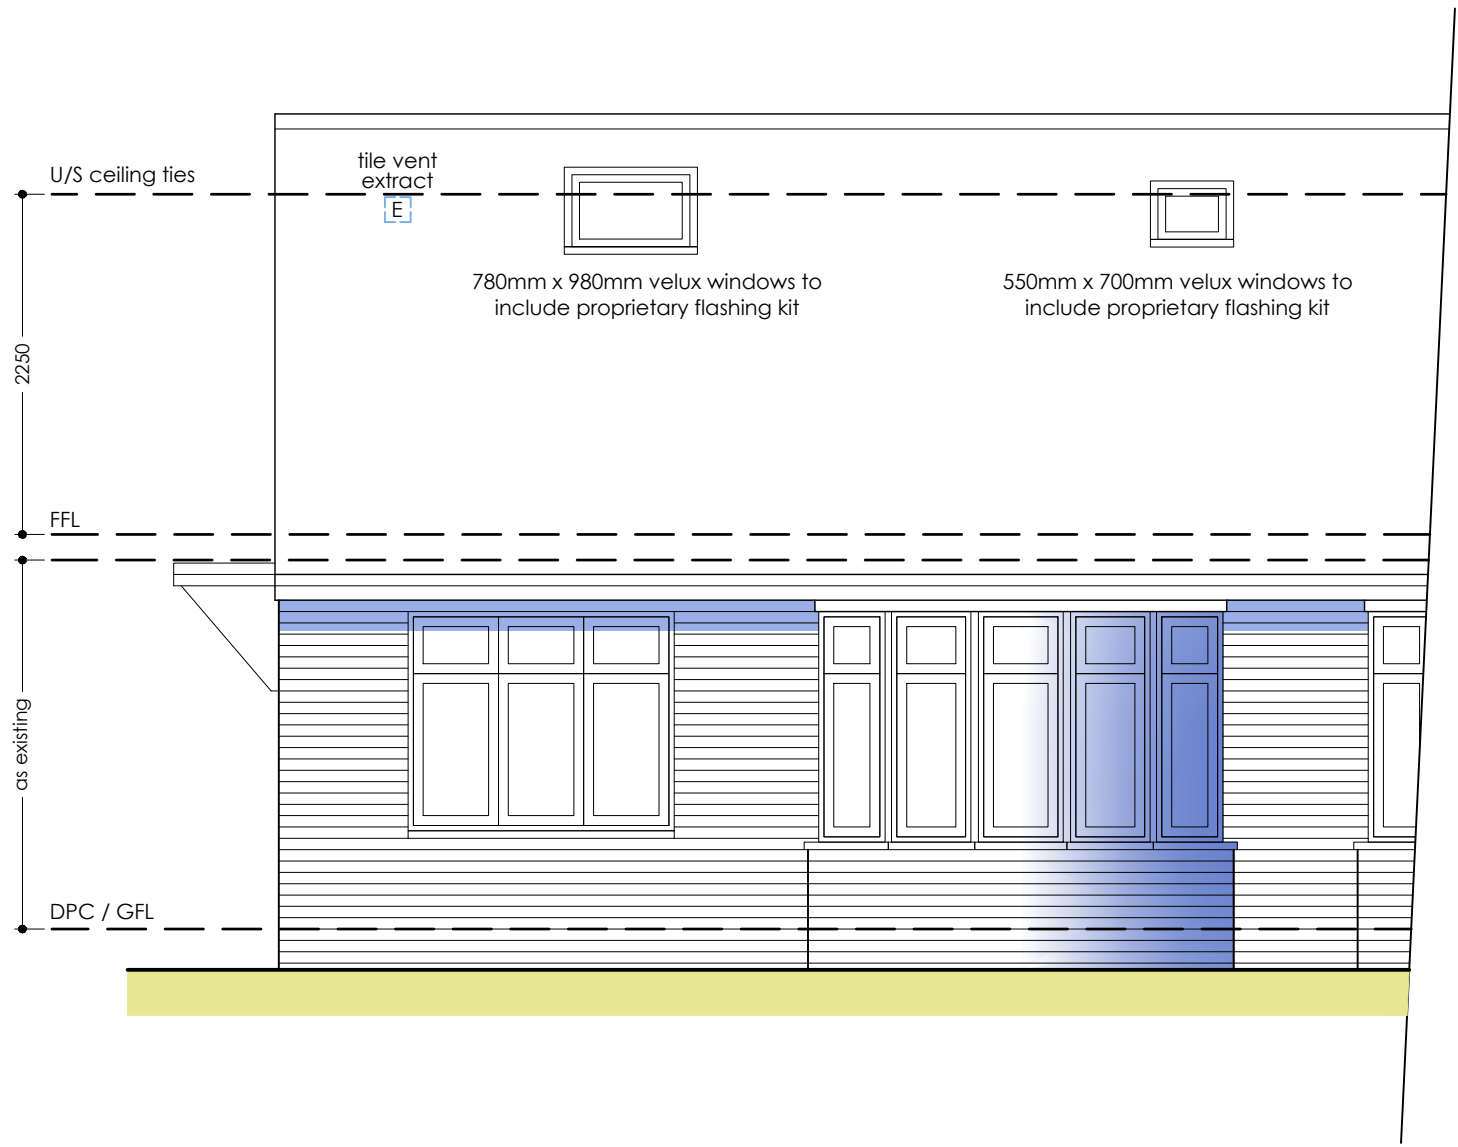 U/S ceiling ties
tile vent
extract
E
780mm x 980mm velux windows to
include proprietary flashing kit
550mm x 700mm velux windows to
include proprietary flashing kit
2250
FFL
as existing
DPC / GFL